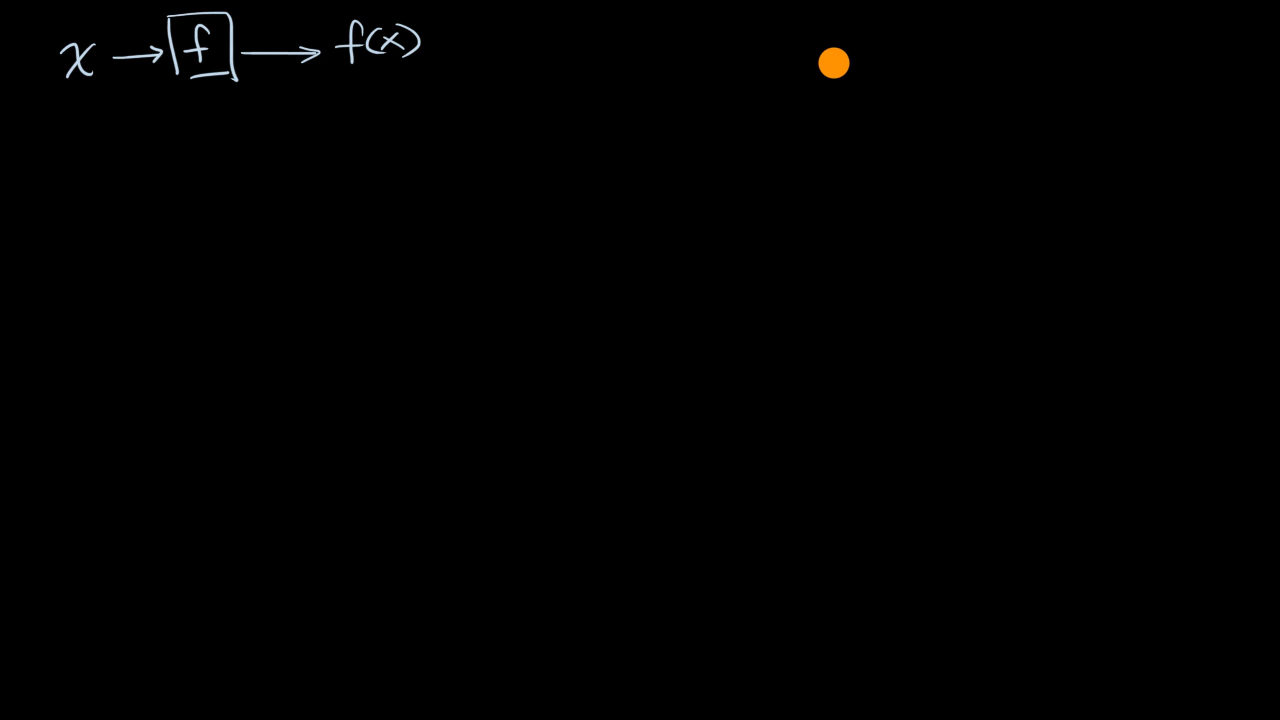 x → f → f(x)